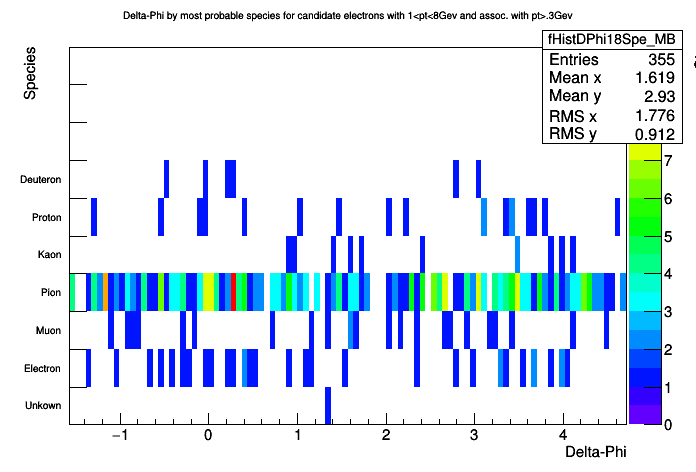 Delta-Phi by most probable species for candidate electrons with 1<pt<8Gev and assoc. with pt>.3Gev
fHistDPhi18Spe_MB
Entries 355
Mean x 1.619
Mean y 2.93
RMS x 1.776
RMS y 0.912
Species
Deuteron
Proton
Kaon
Pion
Muon
Electron
Unkown
7
6
5
4
3
2
1
0
−1 0 1 2 3 4
Delta-Phi